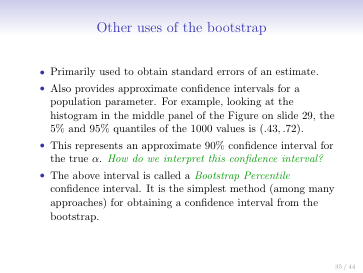 Other uses of the bootstrap
• Primarily used to obtain standard errors of an estimate.
• Also provides approximate confidence intervals for a
population parameter. For example, looking at the
histogram in the middle panel of the Figure on slide 29, the
5% and 95% quantiles of the 1000 values is (.43, .72).
• This represents an approximate 90% confidence interval for
the true α. How do we interpret this confidence interval?
• The above interval is called a Bootstrap Percentile
confidence interval. It is the simplest method (among many
approaches) for obtaining a confidence interval from the
bootstrap.
35 / 44